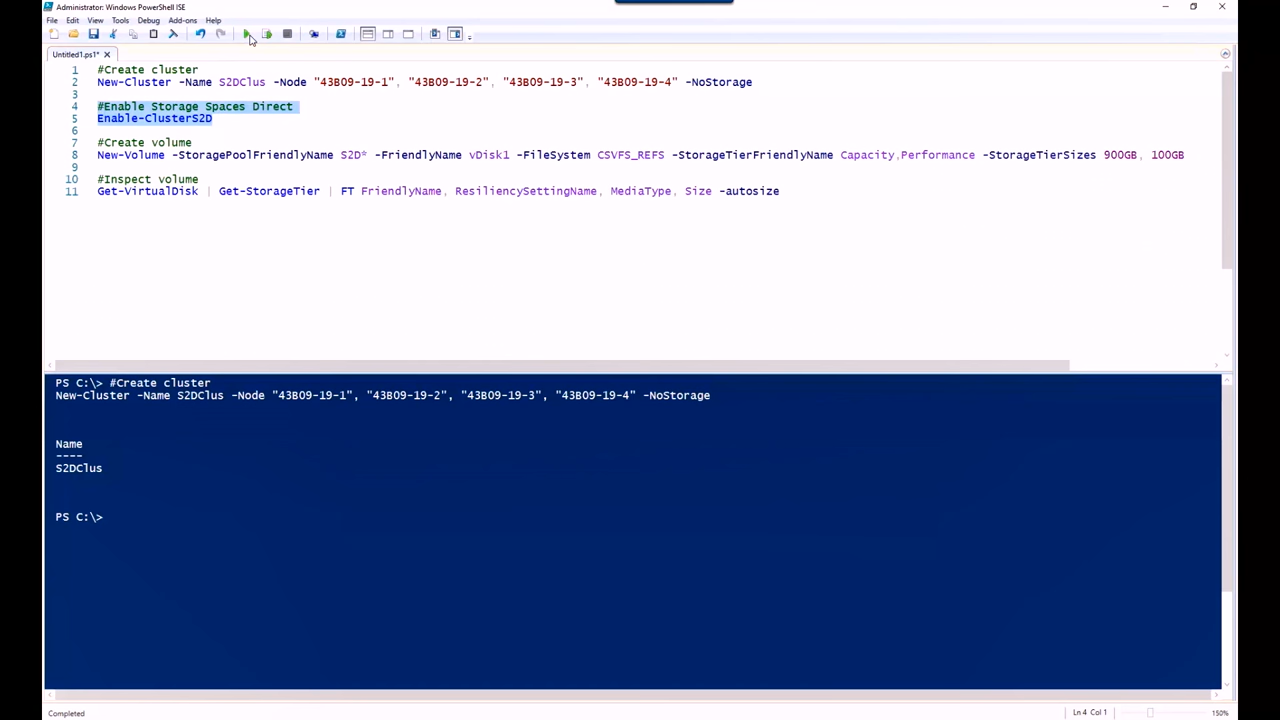 Administrator: Windows PowerShell ISE
File Edit View Tools Debug Add-ons Help
Untitled1.ps1*
1 #Create cluster
2 New-Cluster -Name S2DClus -Node "43B09-19-1", "43B09-19-2", "43B09-19-3", "43B09-19-4" -NoStorage
3
4 #Enable Storage Spaces Direct
5 Enable-ClusterS2D
6
7 #Create volume
8 New-Volume -StoragePoolFriendlyName S2D* -FriendlyName vDisk1 -FileSystem CSVFS_REFS -StorageTierFriendlyName Capacity,Performance -StorageTierSizes 900GB, 100GB
9
10 #Inspect volume
11 Get-VirtualDisk | Get-StorageTier | FT FriendlyName, ResiliencySettingName, MediaType, Size -autosize
PS C:\> #Create cluster
New-Cluster -Name S2DClus -Node "43B09-19-1", "43B09-19-2", "43B09-19-3", "43B09-19-4" -NoStorage
Name
----
S2DClus
PS C:\>
Completed
Ln 4 Col 1
150%